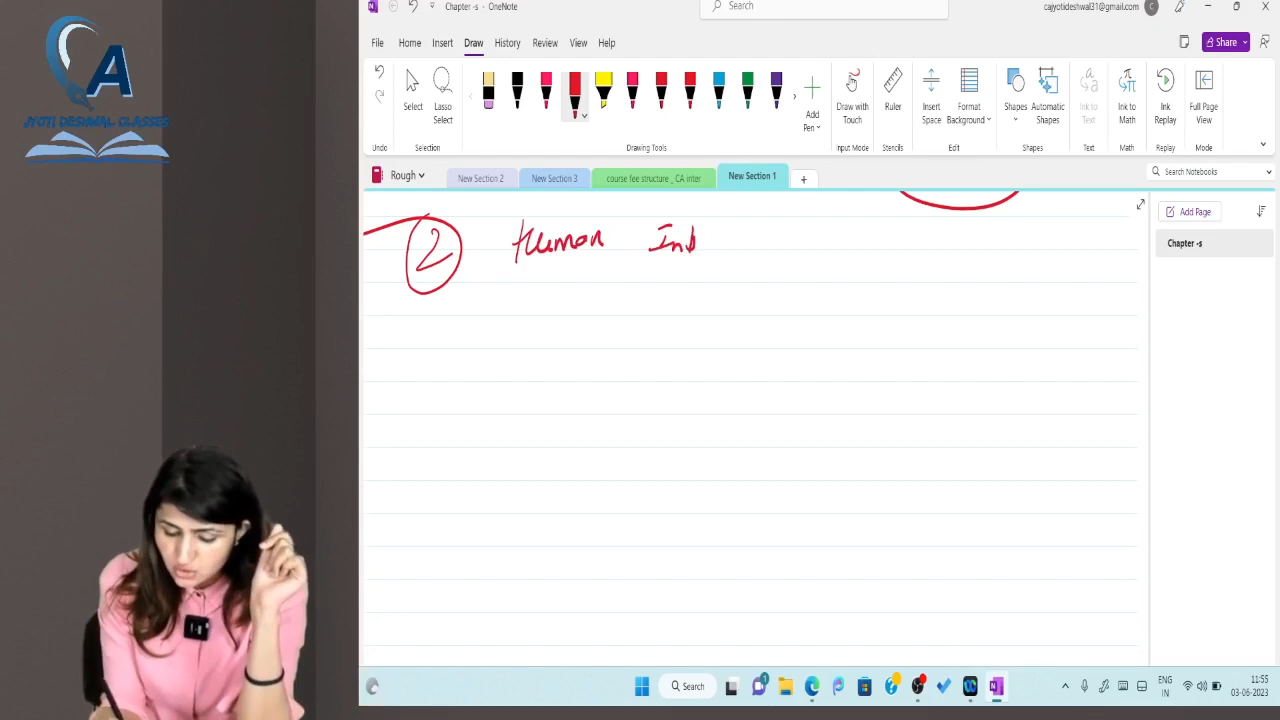 CA
JYOTI DESHWAL CLASSES
Chapter -s - OneNote
Search
cajyotideshwal31@gmail.com
C
File Home Insert Draw History Review View Help
Share
Select
Lasso Select
Add Pen
Draw with Touch
Ruler
Insert Space
Format Background
Shapes
Automatic Shapes
Ink to Text
Ink to Math
Ink Replay
Full Page View
Undo
Selection
Drawing Tools
Input Mode
Stencils
Edit
Shapes
Text
Math
Replay
Mode
Rough
New Section 2
New Section 3
course fee structure _ CA inter
New Section 1
+
Search Notebooks
Add Page
Chapter -s
2 Human
Search
1
ENG
IN
11:55
03-06-2023